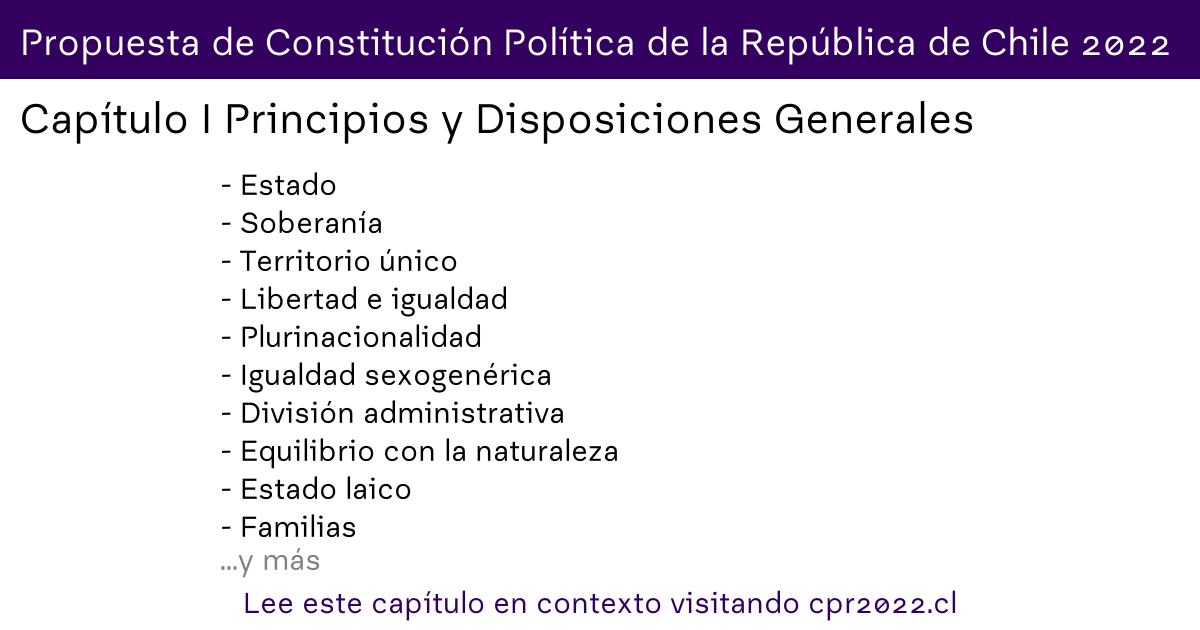 Propuesta de Constitución Política de la República de Chile 2022
Capítulo I Principios y Disposiciones Generales
- Estado
- Soberanía
- Territorio único
- Libertad e igualdad
- Plurinacionalidad
- Igualdad sexogenérica
- División administrativa
- Equilibrio con la naturaleza
- Estado laico
- Familias
...y más
Lee este capítulo en contexto visitando cpr2022.cl